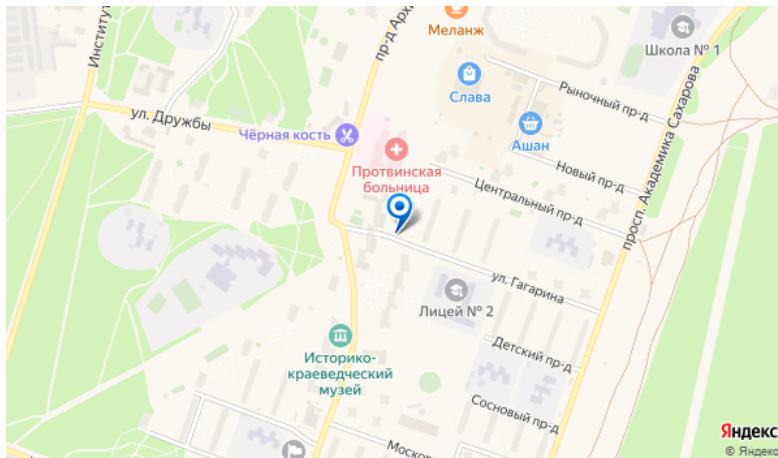 Меланж
Школа № 1
Институт
пр-д Архи
Слава
Рыночный пр-д
ул. Дружбы
Чёрная кость
Ашан
Протвинская
больница
Новый пр-д
просп. Академика Сахарова
Центральный пр-д
ул. Гагарина
Лицей № 2
Детский пр-д
Историко-
краеведческий
музей
Сосновый пр-д
Москов
Яндекс
© Яндекс